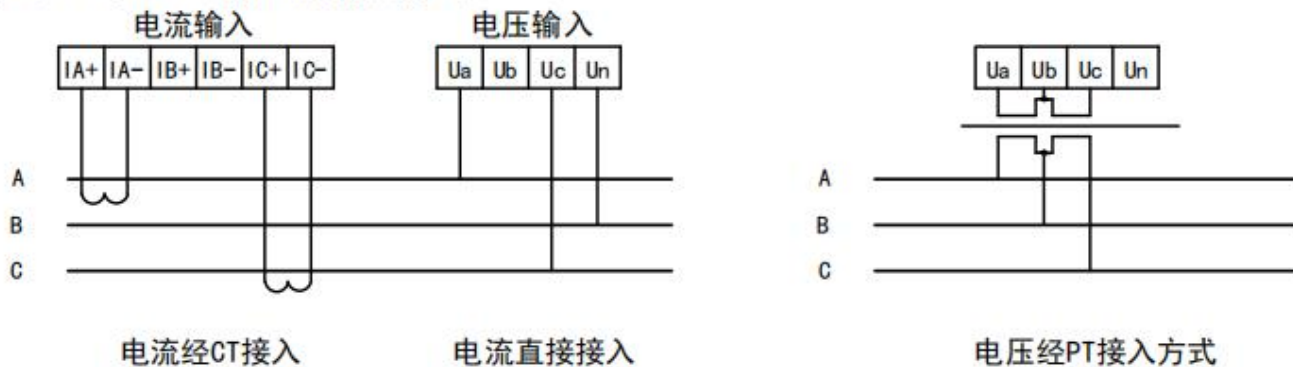 电流输入 电压输入
IA+ IA- IB+ IB- IC+ IC- Ua Ub Uc Un Ua Ub Uc Un
A A
B B
C C
电流经CT接入 电流直接接入 电压经PT接入方式